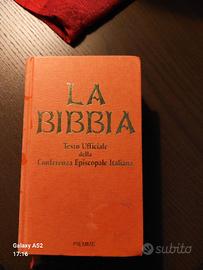 LA
BIBBIA
Testo Ufficiale
della
Conferenza Episcopale Italiana
PIEMME
Galaxy A52
17:16
subito